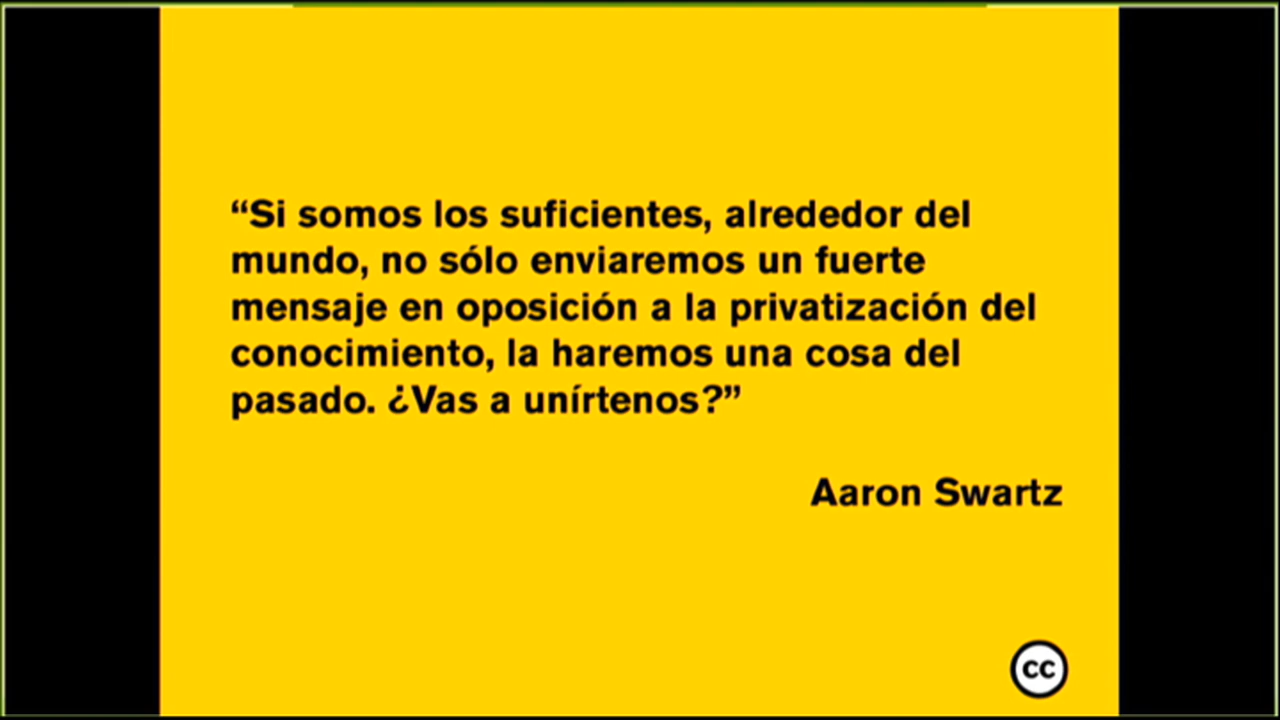 “Si somos los suficientes, alrededor del
mundo, no sólo enviaremos un fuerte
mensaje en oposición a la privatización del
conocimiento, la haremos una cosa del
pasado. ¿Vas a unírtenos?”
Aaron Swartz
cc